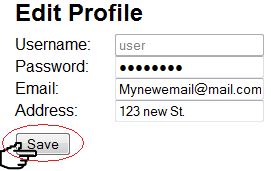 Edit Profile
Username: user
Password: ●●●●●●●●
Email: Mynewemail@mail.com
Address: 123 new St.
Save